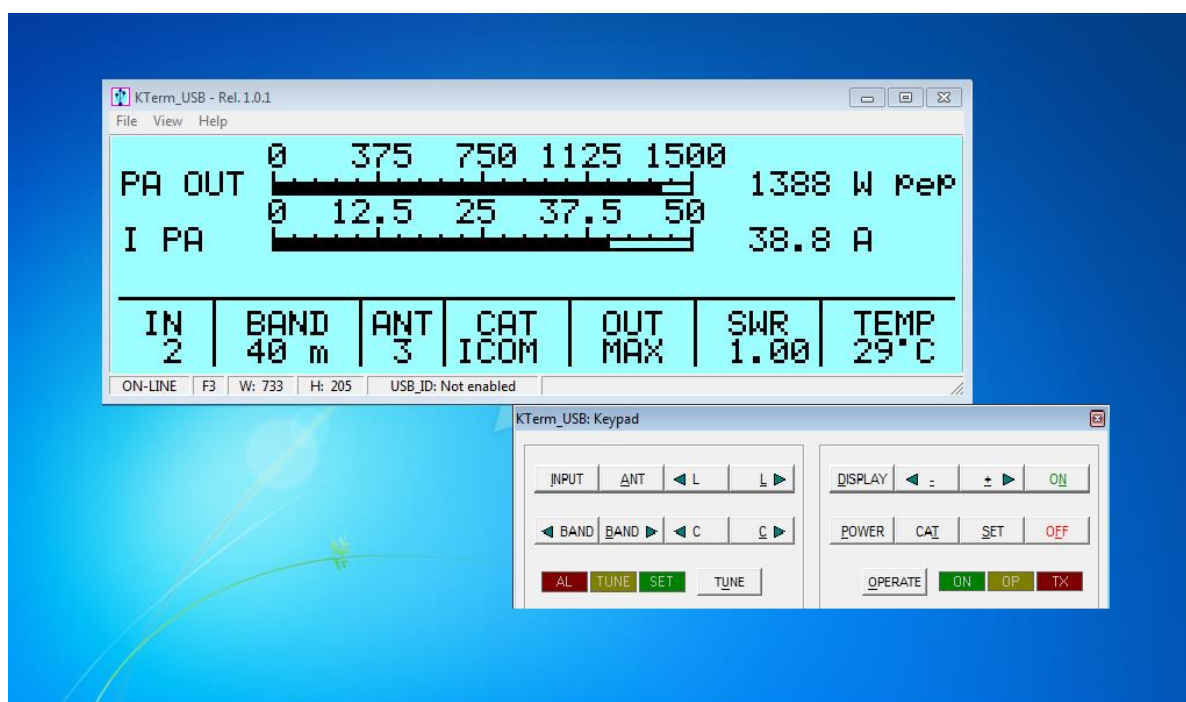 KTerm_USB - Rel. 1.0.1
File View Help
0 375 750 1125 1500
PA OUT 1388 W pep
0 12.5 25 37.5 50
I PA 38.8 A
IN BAND ANT CAT OUT SWR TEMP
2 40 m 3 ICOM MAX 1.00 29°C
ON-LINE F3 W: 733 H: 205 USB_ID: Not enabled
KTerm_USB: Keypad
INPUT ANT L L DISPLAY - + ON
BAND BAND C C POWER CAT SET OFF
AL TUNE SET TUNE OPERATE ON OP TX